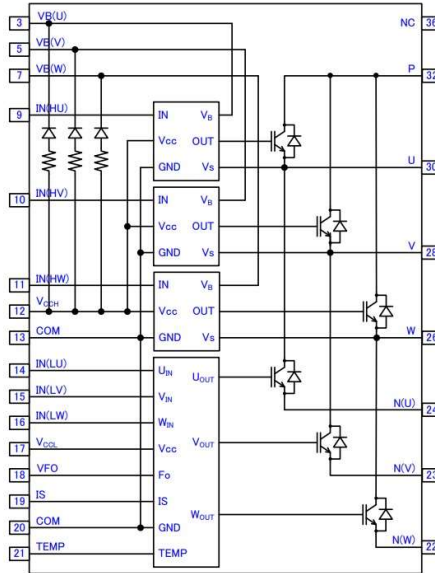 3 VB(U) NC 36
5 VB(V)
7 VB(W) P 32
9 IN(HU) IN VB
Vcc OUT
GND Vs U 30
10 IN(HV) IN VB
Vcc OUT
GND Vs V 28
11 IN(HW) IN VB
12 VCCH Vcc OUT
13 COM GND Vs W 26
14 IN(LU) UIN UOUT
15 IN(LV) VIN
16 IN(LW) WIN N(U) 24
17 VCCL Vcc VOUT
18 VFO Fo N(V) 23
19 IS IS
20 COM GND WOUT
21 TEMP TEMP N(W) 22